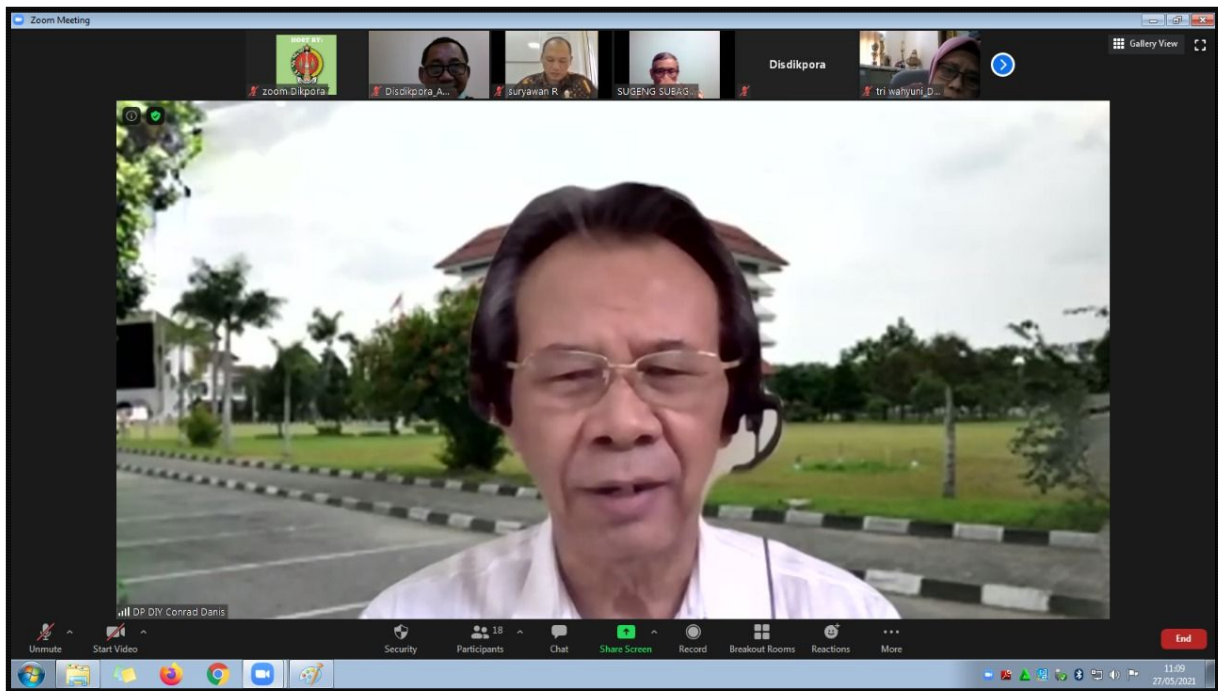 Zoom Meeting
HOST BY:
zoom Dikpora
Disdikpora_A...
suryawan R
SUGENG SUBAG...
Disdikpora
tri wahyuni_D...
Gallery View
DP DIY Conrad Danis
Unmute
Start Video
Security
18
Participants
Chat
Share Screen
Record
Breakout Rooms
Reactions
More
End
11:09
27/05/2021